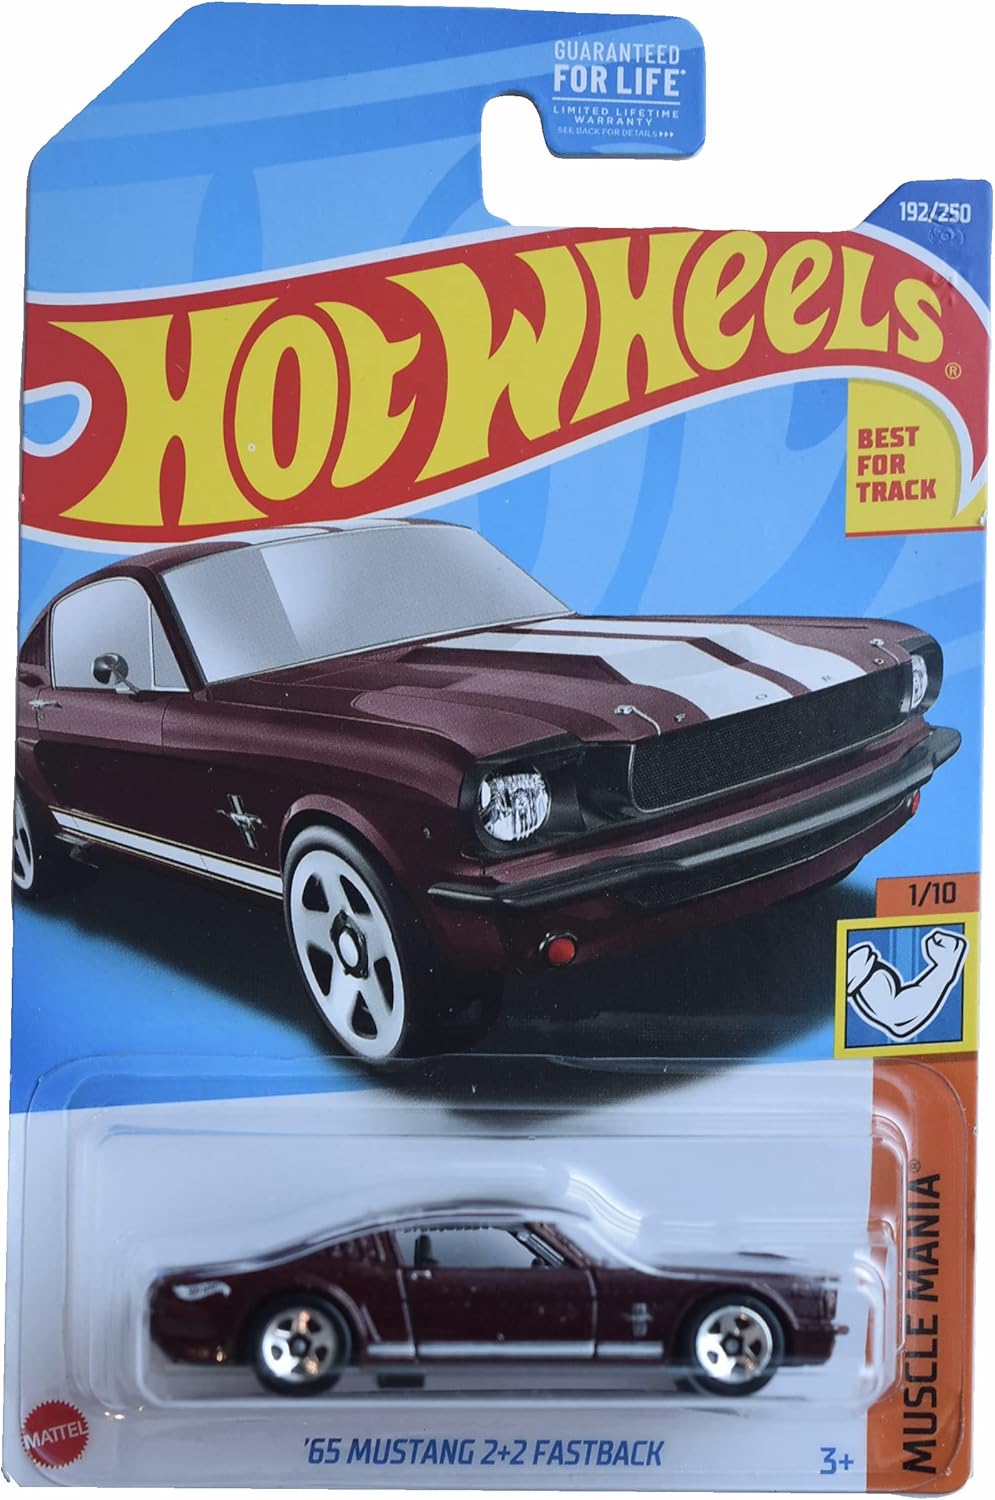 GUARANTEED
FOR LIFE*
LIMITED LIFETIME
WARRANTY
SEE BACK FOR DETAILS
192/250
HOT WHEELS®
BEST
FOR
TRACK
FORD
1/10
MUSCLE MANIA®
MATTEL
'65 MUSTANG 2+2 FASTBACK
3+